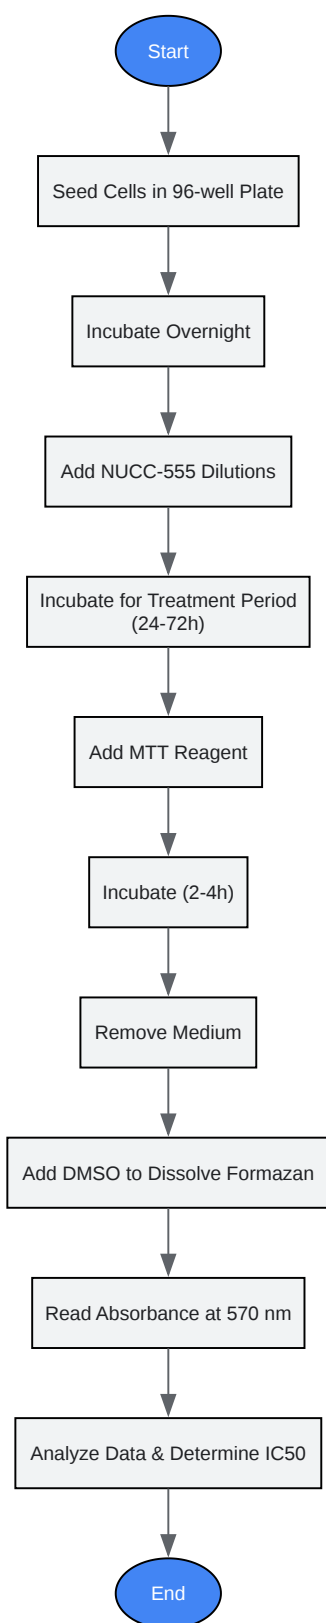 Start
Seed Cells in 96-well Plate
Incubate Overnight
Add NUCC-555 Dilutions
Incubate for Treatment Period
(24-72h)
Add MTT Reagent
Incubate (2-4h)
Remove Medium
Add DMSO to Dissolve Formazan
Read Absorbance at 570 nm
Analyze Data & Determine IC50
End